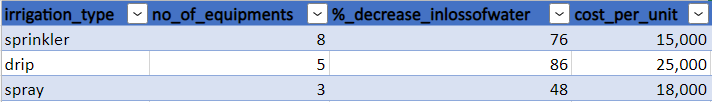 irrigation_type no_of_equipments %_decrease_inlossofwater cost_per_unit
sprinkler 8 76 15,000
drip 5 86 25,000
spray 3 48 18,000